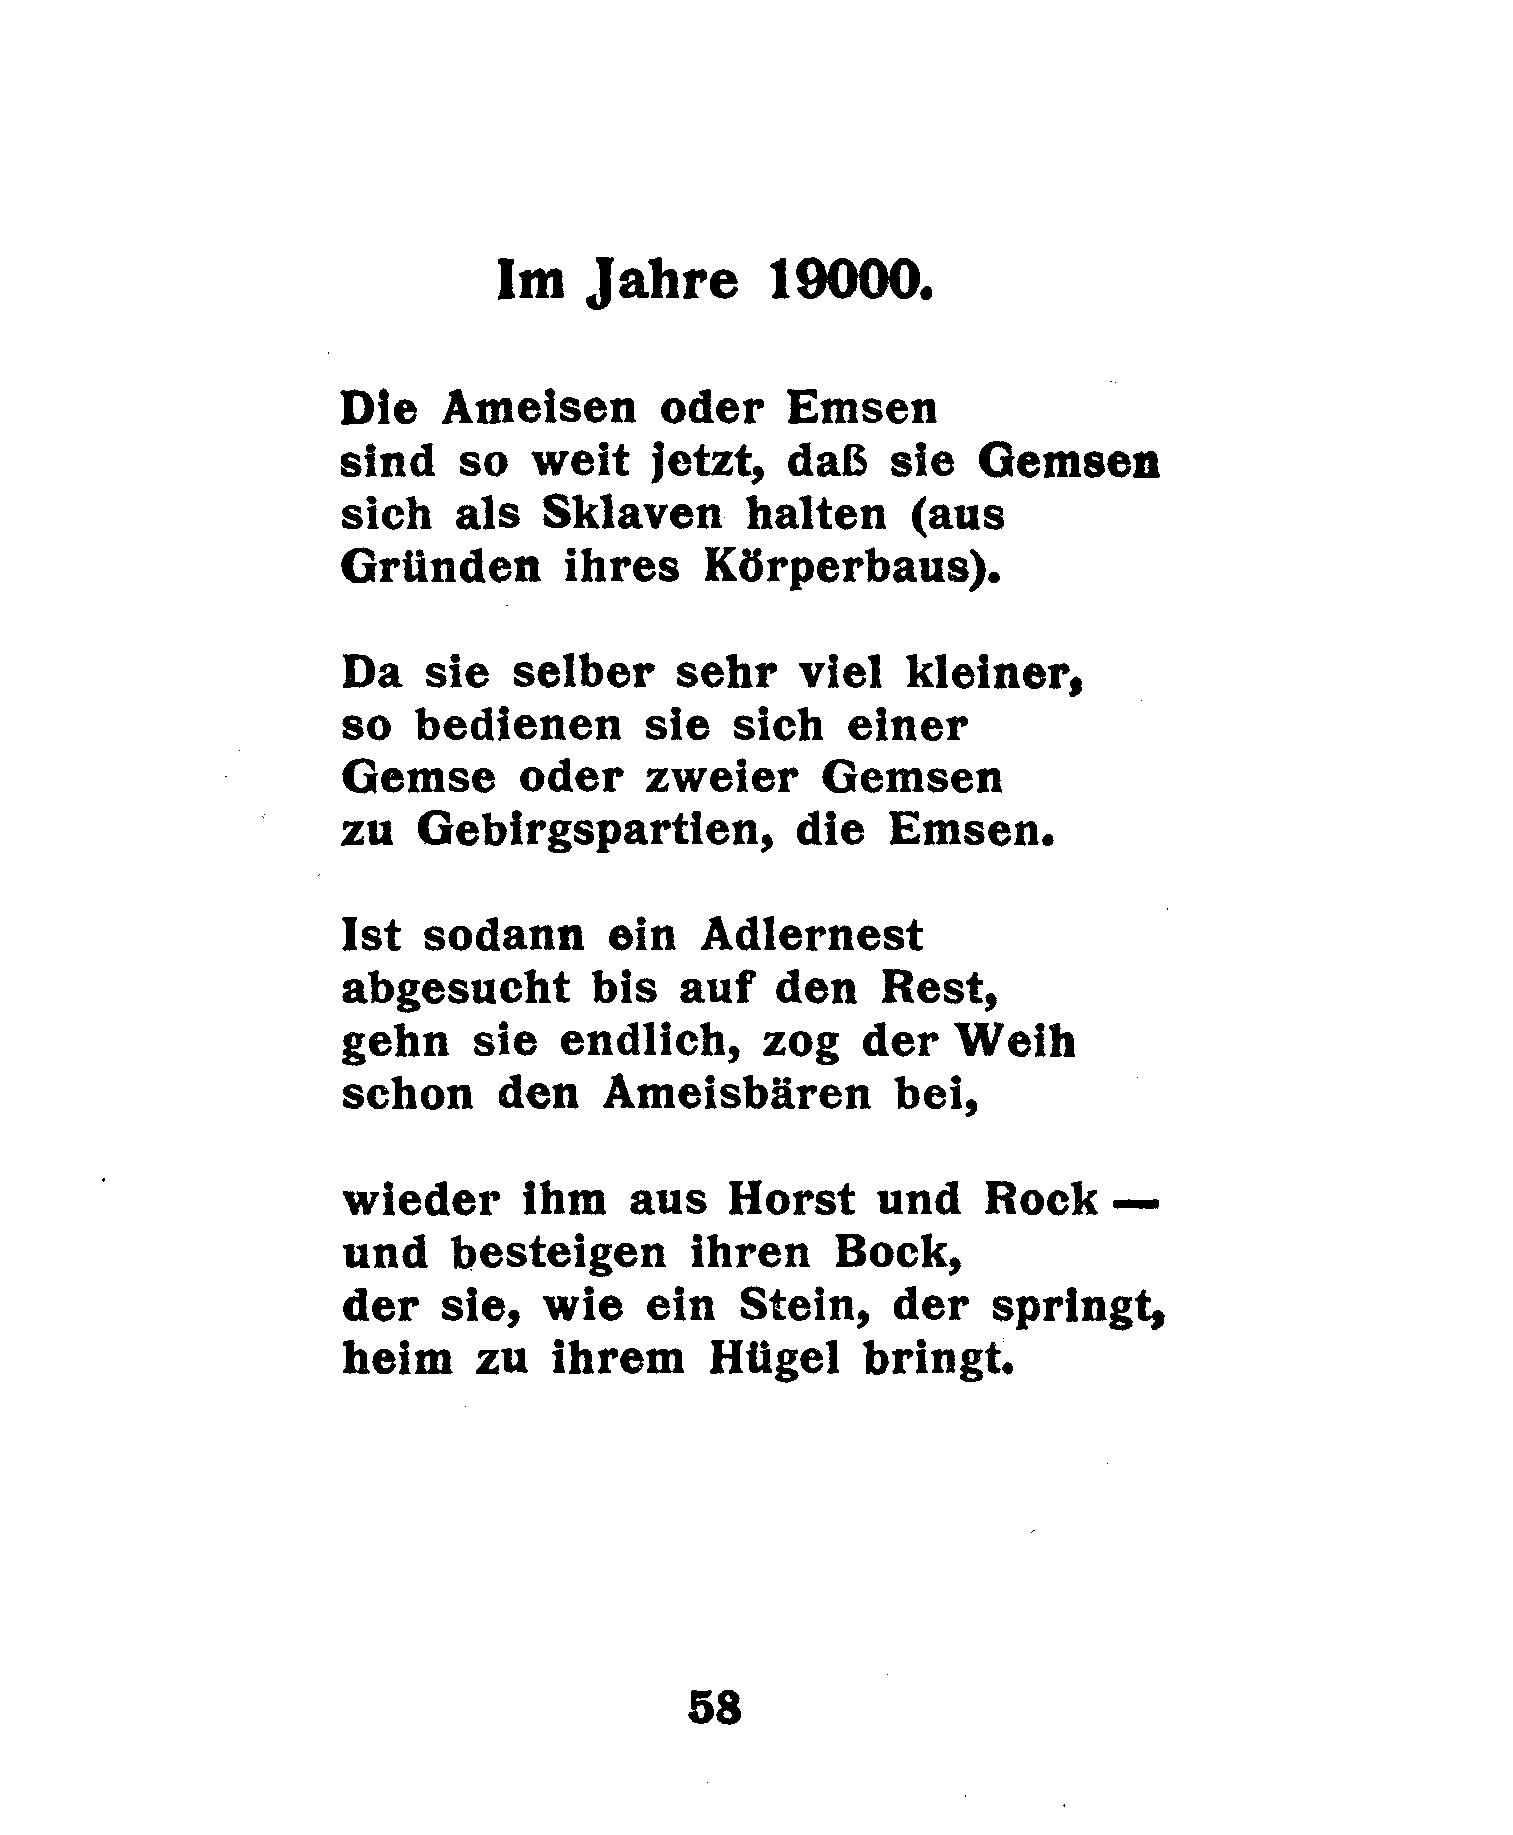 Im Jahre 19000.
Die Ameisen oder Emsen
sind so weit jetzt, daß sie Gemsen
sich als Sklaven halten (aus
Gründen ihres Körperbaus).
Da sie selber sehr viel kleiner,
so bedienen sie sich einer
Gemse oder zweier Gemsen
zu Gebirgspartien, die Emsen.
Ist sodann ein Adlernest
abgesucht bis auf den Rest,
gehn sie endlich, zog der Weih
schon den Ameisbären bei,
wieder ihm aus Horst und Rock —
und besteigen ihren Bock,
der sie, wie ein Stein, der springt,
heim zu ihrem Hügel bringt.
58